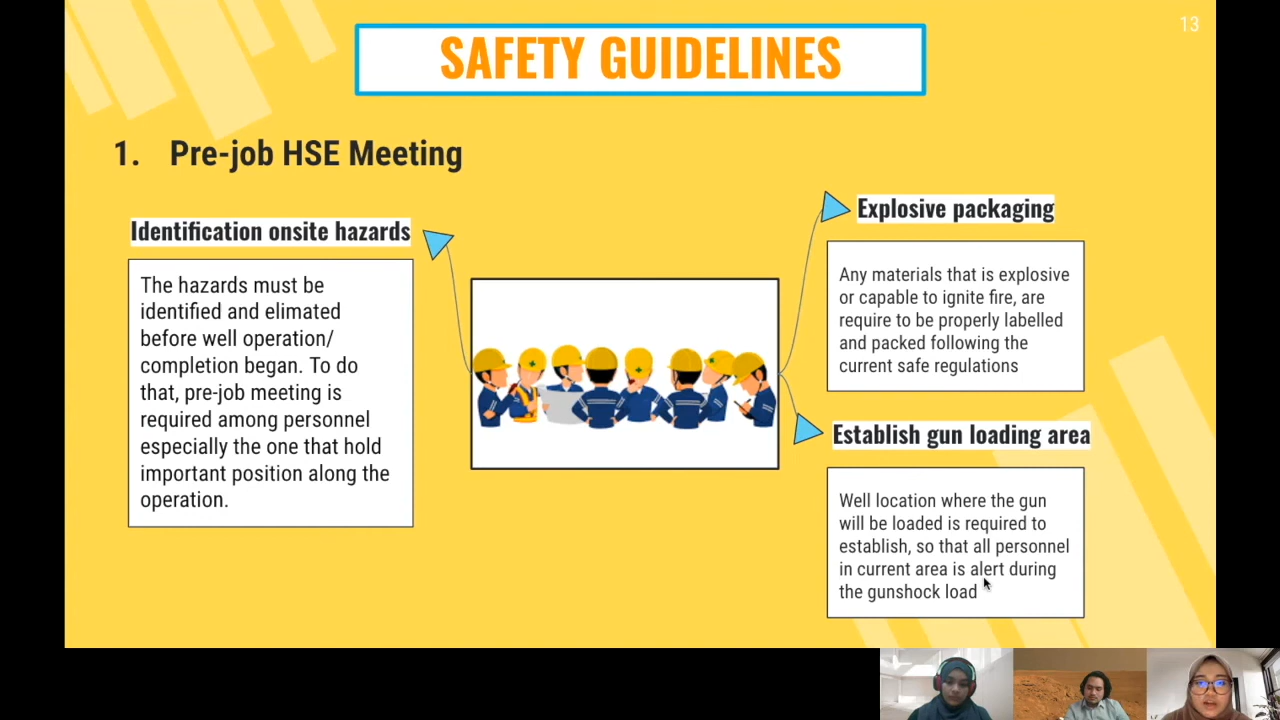 13
SAFETY GUIDELINES
1. Pre-job HSE Meeting
Identification onsite hazards
The hazards must be
identified and elimated
before well operation/
completion began. To do
that, pre-job meeting is
required among personnel
especially the one that hold
important position along the
operation.
Explosive packaging
Any materials that is explosive
or capable to ignite fire, are
require to be properly labelled
and packed following the
current safe regulations
Establish gun loading area
Well location where the gun
will be loaded is required to
establish, so that all personnel
in current area is alert during
the gunshock load